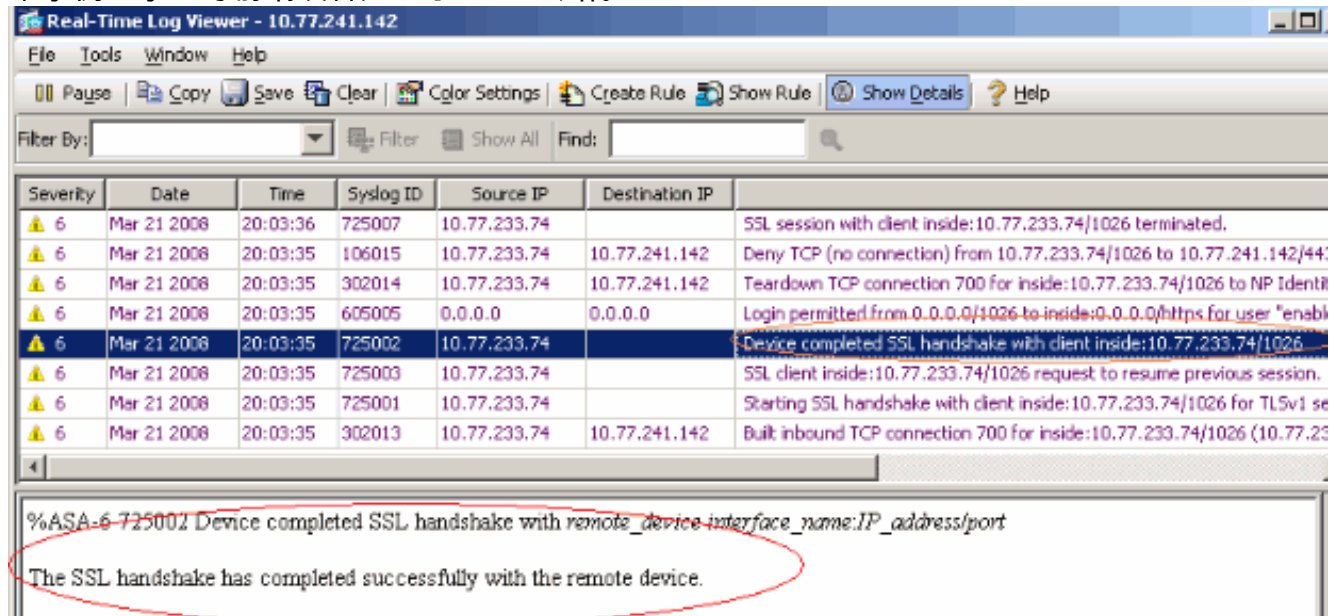 Real-Time Log Viewer - 10.77.241.142
File Tools Window Help
Pause Copy Save Clear Color Settings Create Rule Show Rule Show Details Help
Filter By: Filter Show All Find:
Severity Date Time Syslog ID Source IP Destination IP
6 Mar 21 2008 20:03:36 725007 10.77.233.74 SSL session with client inside:10.77.233.74/1026 terminated.
6 Mar 21 2008 20:03:35 106015 10.77.233.74 10.77.241.142 Deny TCP (no connection) from 10.77.233.74/1026 to 10.77.241.142/443
6 Mar 21 2008 20:03:35 302014 10.77.233.74 10.77.241.142 Teardown TCP connection 700 for inside:10.77.233.74/1026 to NP Identit
6 Mar 21 2008 20:03:35 605005 0.0.0.0 0.0.0.0 Login permitted from 0.0.0.0/1026 to inside:0.0.0.0/https for user "enabl
6 Mar 21 2008 20:03:35 725002 10.77.233.74 Device completed SSL handshake with client inside:10.77.233.74/1026
6 Mar 21 2008 20:03:35 725003 10.77.233.74 SSL client inside:10.77.233.74/1026 request to resume previous session.
6 Mar 21 2008 20:03:35 725001 10.77.233.74 Starting SSL handshake with client inside:10.77.233.74/1026 for TLSv1 se
6 Mar 21 2008 20:03:35 302013 10.77.233.74 10.77.241.142 Built inbound TCP connection 700 for inside:10.77.233.74/1026 (10.77.23
%ASA-6-725002 Device completed SSL handshake with remote_device interface_name:IP_address/port
The SSL handshake has completed successfully with the remote device.